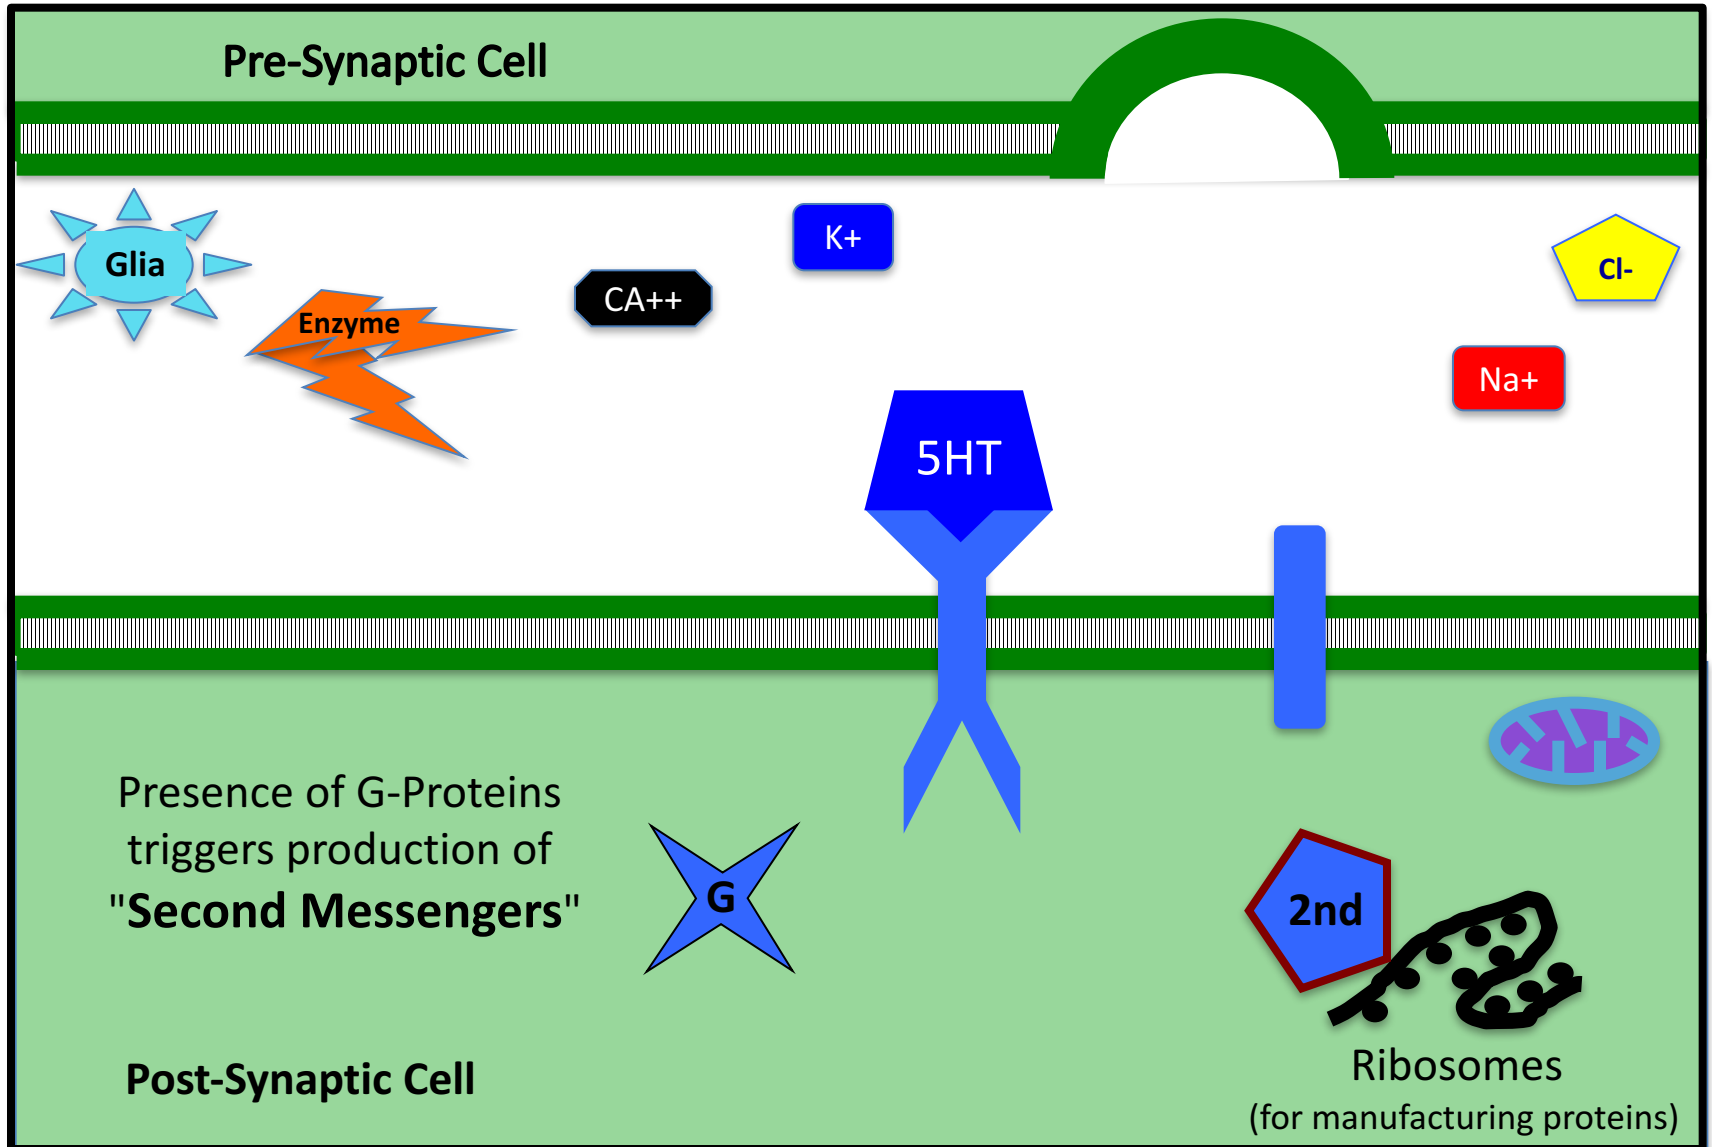 Pre-Synaptic Cell
Glia
Enzyme
CA++
K+
Cl-
Na+
5HT
Presence of G-Proteins
triggers production of
"Second Messengers"
G
2nd
Post-Synaptic Cell
Ribosomes
(for manufacturing proteins)